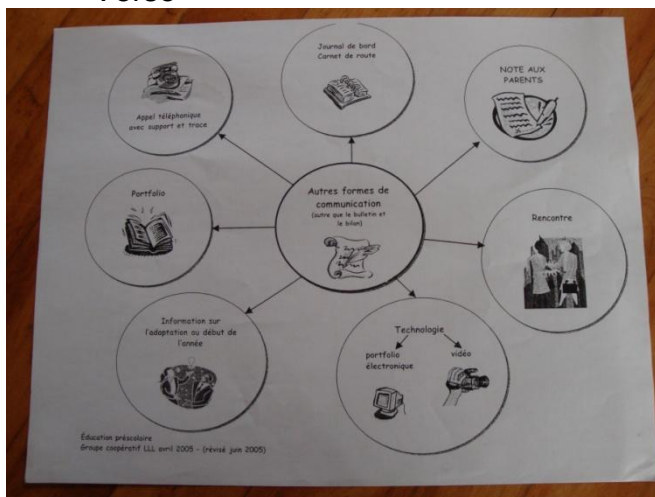 Journal de bord
Carnet de route
NOTE AUX
PARENTS
Appel téléphonique
avec support et trace
Autres formes de
communication
(autre que le bulletin et
le bilan)
Portfolio
Rencontre
Information sur
l'adaptation au début de
l'année
Technologie
portfolio
électronique
vidéo
Éducation préscolaire
Groupe coopératif LLL avril 2005 – (révisé juin 2005)